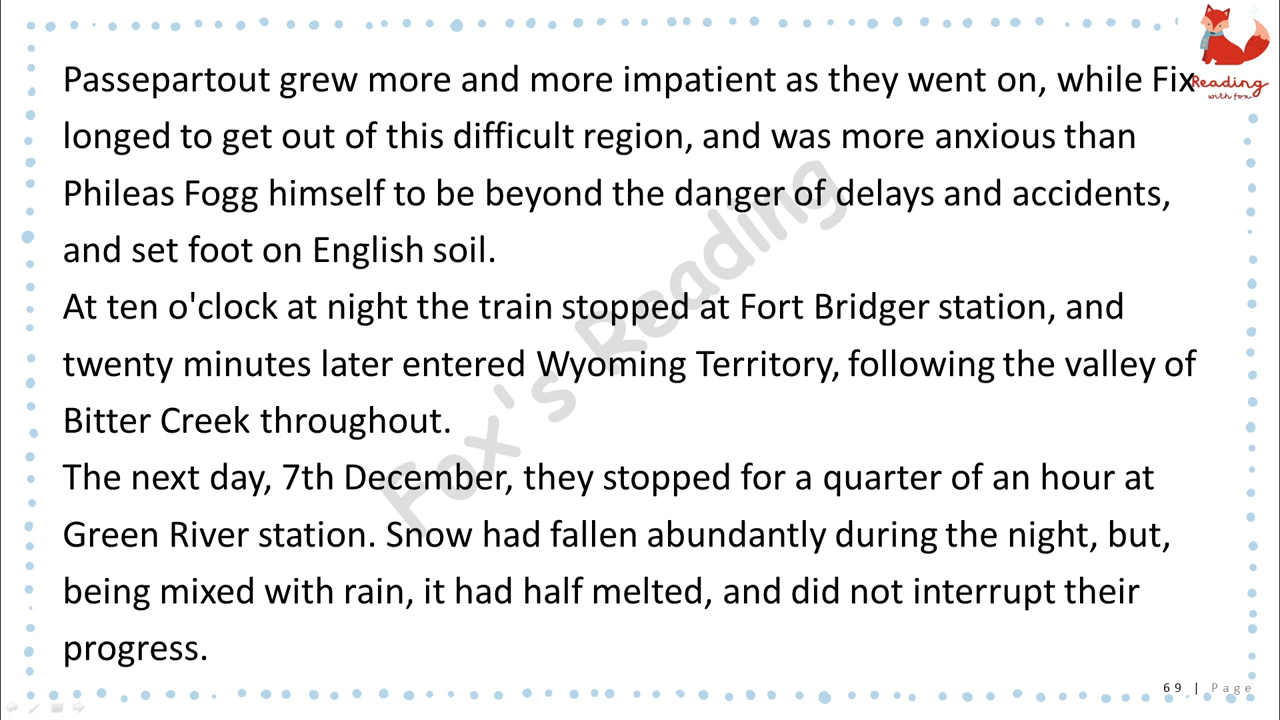 Passepartout grew more and more impatient as they went on, while Fix
longed to get out of this difficult region, and was more anxious than
Phileas Fogg himself to be beyond the danger of delays and accidents,
and set foot on English soil.
At ten o'clock at night the train stopped at Fort Bridger station, and
twenty minutes later entered Wyoming Territory, following the valley of
Bitter Creek throughout.
The next day, 7th December, they stopped for a quarter of an hour at
Green River station. Snow had fallen abundantly during the night, but,
being mixed with rain, it had half melted, and did not interrupt their
progress.
Reading
with fox
Fox's Reading
69 | Page